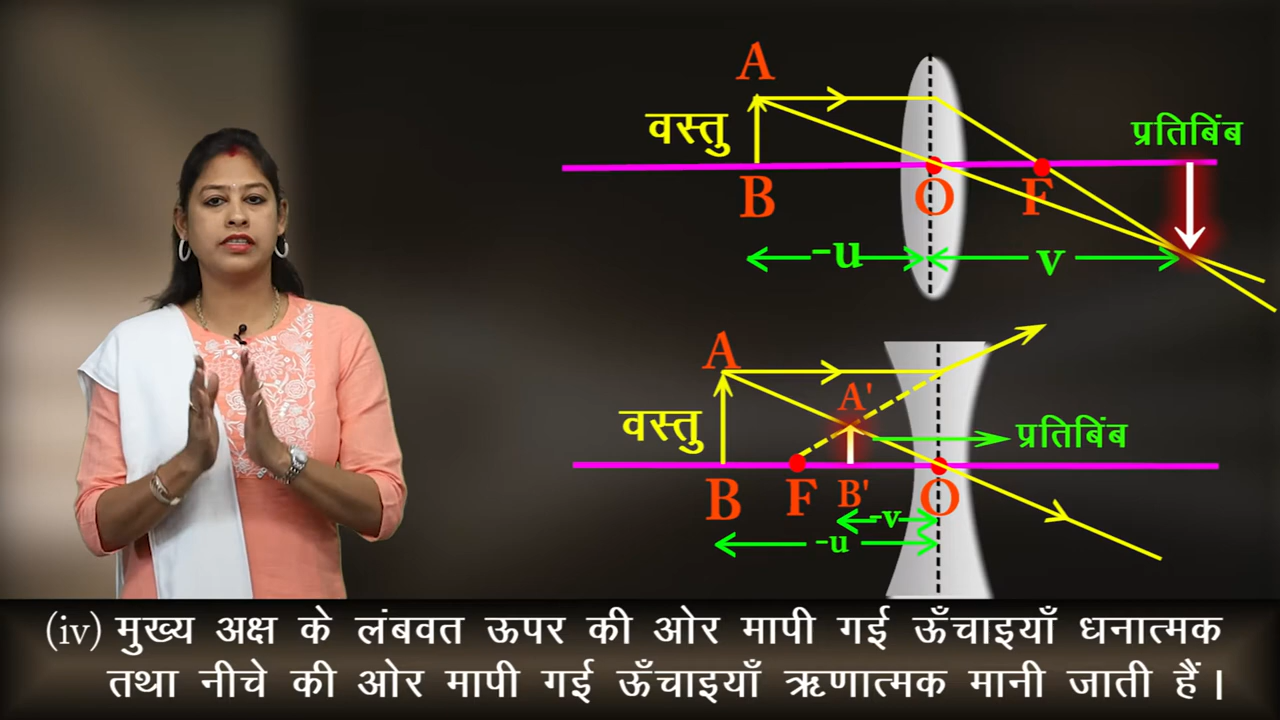 A
वस्तु
प्रतिबिंब
B
O
F
-u
v
A
A'
वस्तु
प्रतिबिंब
B
F
B'
O
-v
-u
(iv) मुख्य अक्ष के लंबवत ऊपर की ओर मापी गई ऊँचाइयाँ धनात्मक
तथा नीचे की ओर मापी गई ऊँचाइयाँ ऋणात्मक मानी जाती हैं ।